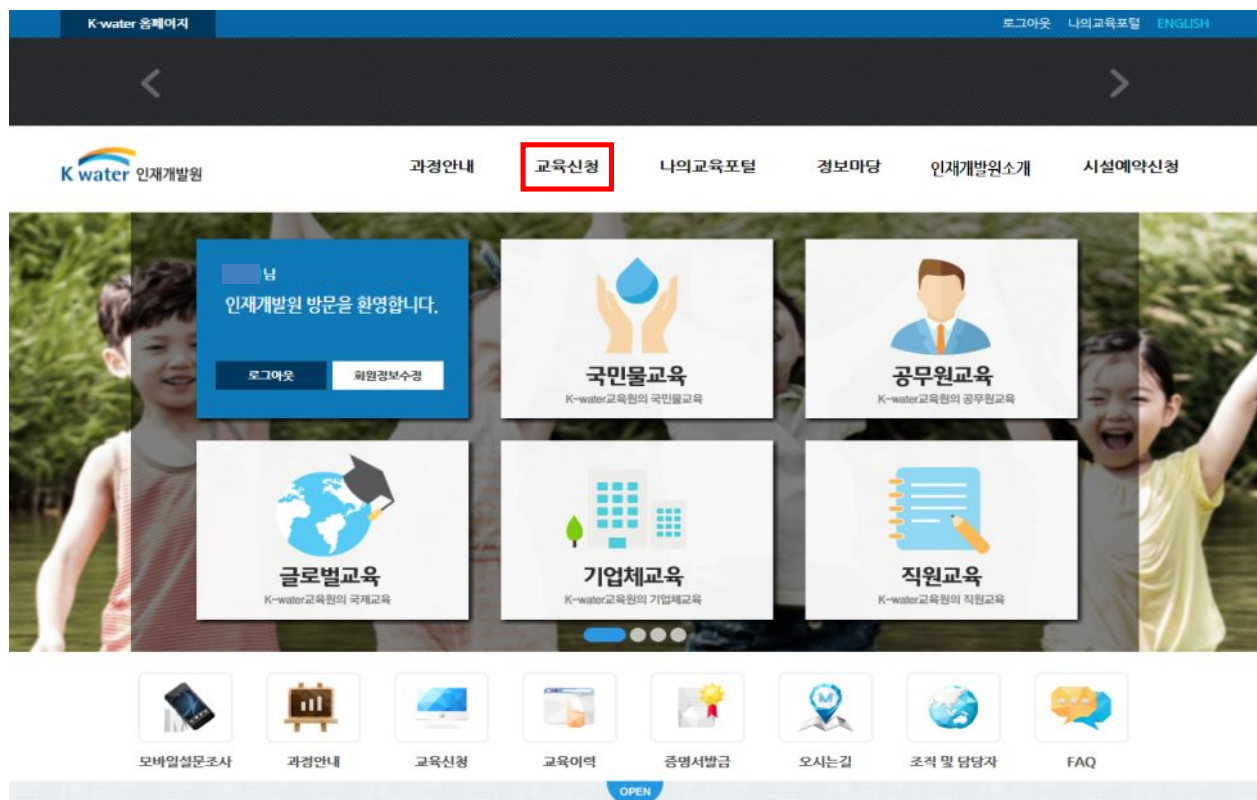 K-water 홈페이지
로그아웃 나의교육포털 ENGLISH
K water 인재개발원
과정안내 교육신청 나의교육포털 정보마당 인재개발원소개 시설예약신청
님
인재개발원 방문을 환영합니다.
로그아웃 회원정보수정
국민물교육
K-water교육원의 국민물교육
공무원교육
K-water교육원의 공무원교육
글로벌교육
K-water교육원의 국제교육
기업체교육
K-water교육원의 기업체교육
직원교육
K-water교육원의 직원교육
모바일설문조사 과정안내 교육신청 교육이력 증명서발급 오시는길 조직 및 담당자 FAQ
OPEN